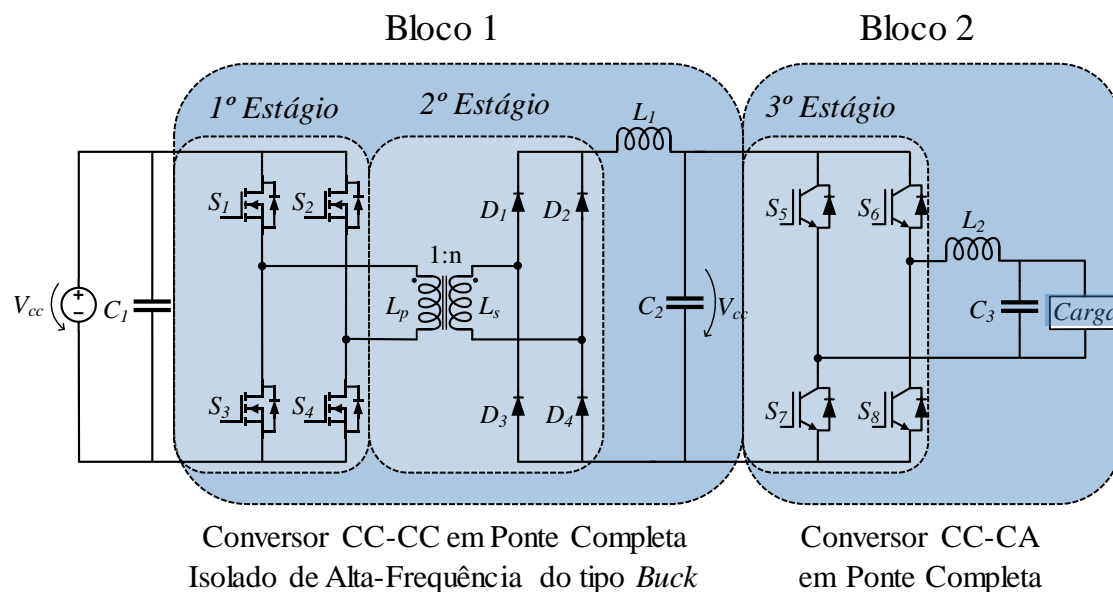 Bloco 1
Bloco 2
1º Estágio
2º Estágio
3º Estágio
L1
S1
S2
D1
D2
S5
S6
L2
1:n
Vcc
C1
Lp
Ls
C2
Vcc
C3
Carga
S3
S4
D3
D4
S7
S8
Conversor CC-CC em Ponte Completa
Isolado de Alta-Frequência do tipo Buck
Conversor CC-CA
em Ponte Completa